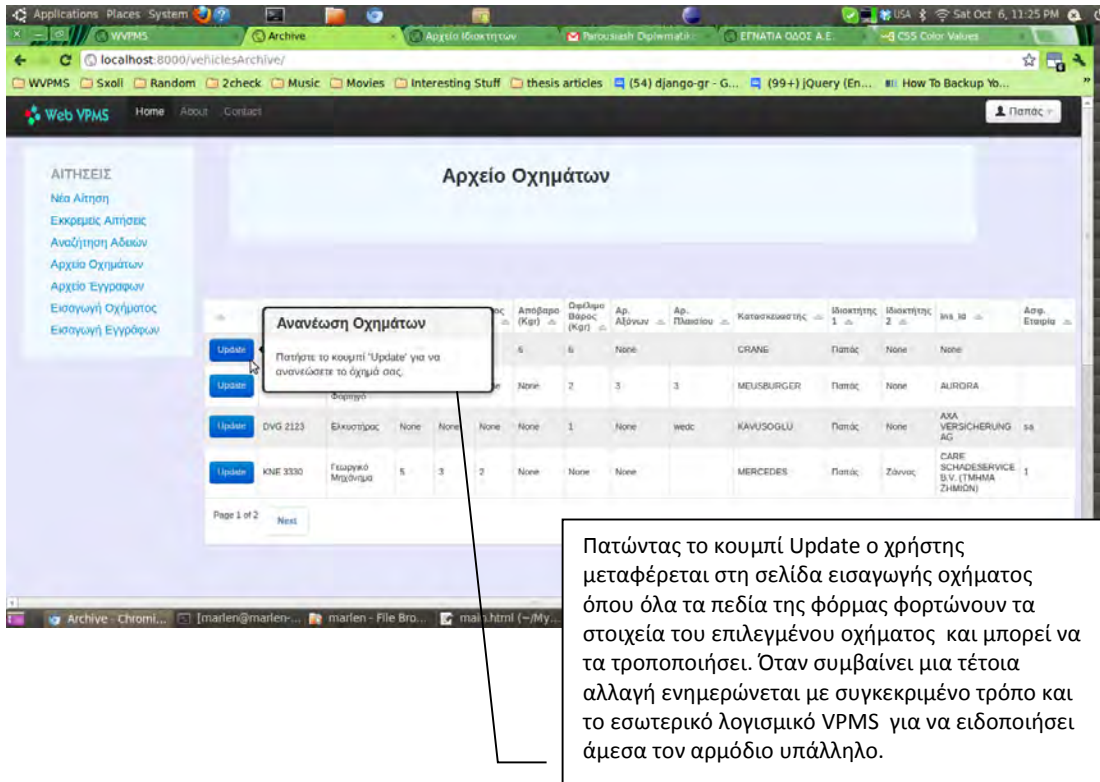 Applications Places System USA Sat Oct 6, 11:25 PM
WVPMS Archive Αρχείο Ιδιοκτητών Parousiash Diplwmatik ΕΓΝΑΤΙΑ ΟΔΟΣ Α.Ε. CSS Color Values
localhost:8000/vehiclesArchive/
WVPMS Sxoli Random 2check Music Movies Interesting Stuff thesis articles (54) django-gr - G... (99+) jQuery (En... How To Backup Yo...
Web VPMS Home About Contact Παπάς
ΑΙΤΗΣΕΙΣ
Νέα Αίτηση
Εκκρεμείς Αιτήσεις
Αναζήτηση Αδειών
Αρχείο Οχημάτων
Αρχείο Έγγραφων
Εισαγωγή Οχήματος
Εισαγωγή Εγγράφων
Αρχείο Οχημάτων
ος Απόβαρο (Kgr) Ωφέλιμο Βάρος (Kgr) Αρ. Αξόνων Αρ. Πλαισίου Κατασκευαστής Ιδιοκτήτης 1 Ιδιοκτήτης 2 ins_id Ασφ. Εταιρία
Update 6 6 None CRANE Παπάς None None
Ανανέωση Οχημάτων
Πατήστε το κουμπί 'Update' για να
ανανεώσετε το όχημά σας.
Update Φορτηγό None 2 3 3 MEUSBURGER Παπάς None AURORA
Update DVG 2123 Ελκυστήρας None None None None 1 None wedc KAVUSOGLU Παπάς None AXA VERSICHERUNG AG sa
Update KNE 3330 Γεωργικό Μηχάνημα 5 3 2 None None None MERCEDES Παπάς Ζάννας CARE SCHADESERVICE B.V. (ΤΜΗΜΑ ΖΗΜΙΩΝ) 1
Page 1 of 2 Next
Archive - Chromi... [marlen@marlen-... marlen - File Bro... main.html (~/My...
Πατώντας το κουμπί Update ο χρήστης
μεταφέρεται στη σελίδα εισαγωγής οχήματος
όπου όλα τα πεδία της φόρμας φορτώνουν τα
στοιχεία του επιλεγμένου οχήματος και μπορεί να
τα τροποποιήσει. Όταν συμβαίνει μια τέτοια
αλλαγή ενημερώνεται με συγκεκριμένο τρόπο και
το εσωτερικό λογισμικό VPMS για να ειδοποιήσει
άμεσα τον αρμόδιο υπάλληλο.